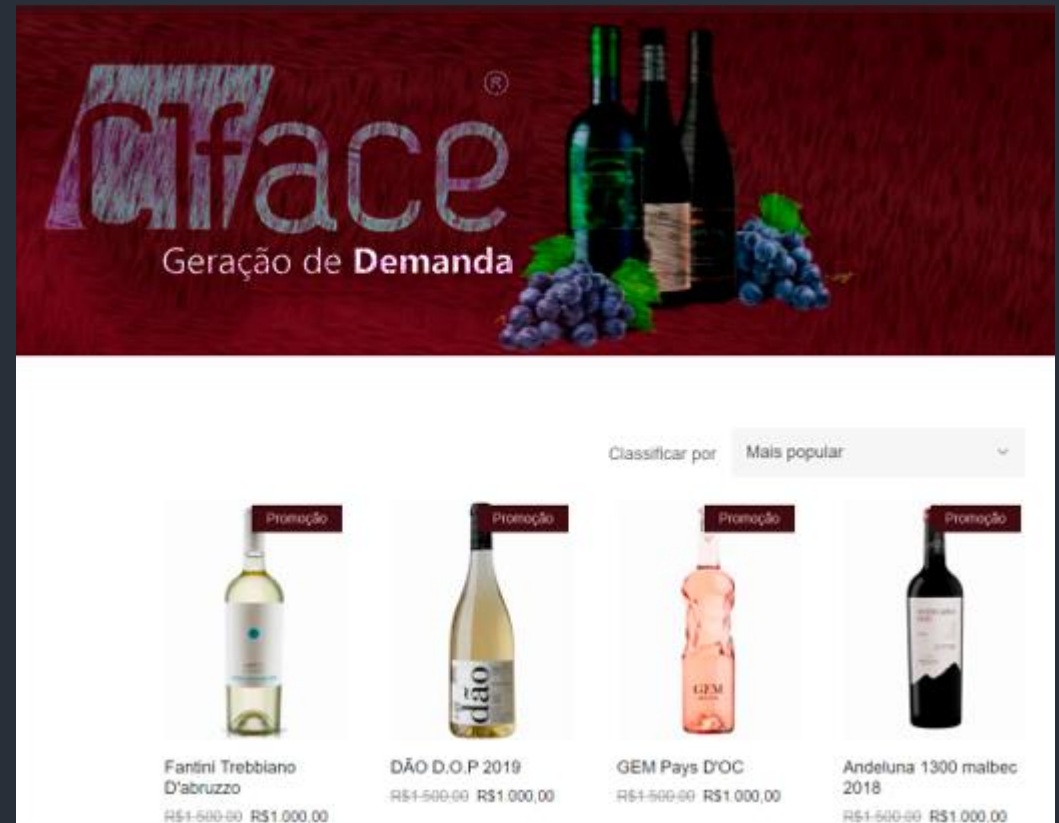 ®
alface
Geração de Demanda
Classificar por Mais popular
Promoção Promoção Promoção Promoção
dão
GEM
Fantini Trebbiano D'abruzzo
DÃO D.O.P 2019
GEM Pays D'OC
Andeluna 1300 malbec 2018
R$1.500,00 R$1.000,00
R$1.500,00 R$1.000,00
R$1.500,00 R$1.000,00
R$1.500,00 R$1.000,00